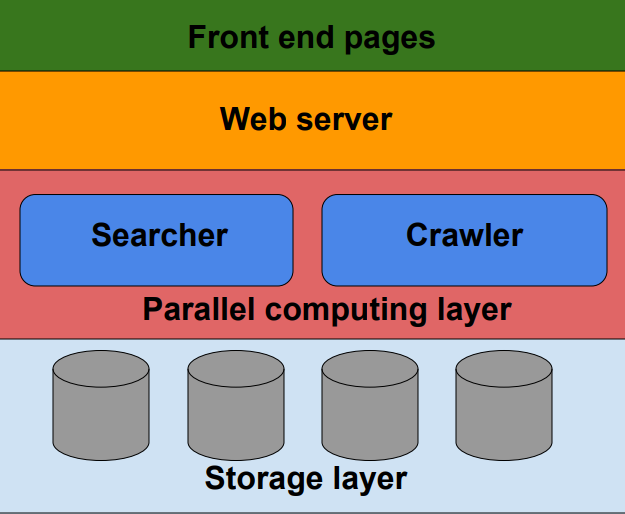 Front end pages
Web server
Searcher
Crawler
Parallel computing layer
Storage layer